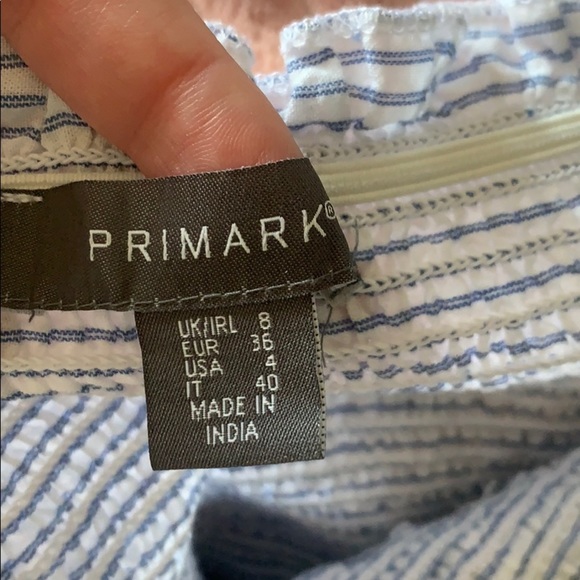 PRIMARK®
UK/IRL 8
EUR 36
USA 4
IT 40
MADE IN
INDIA